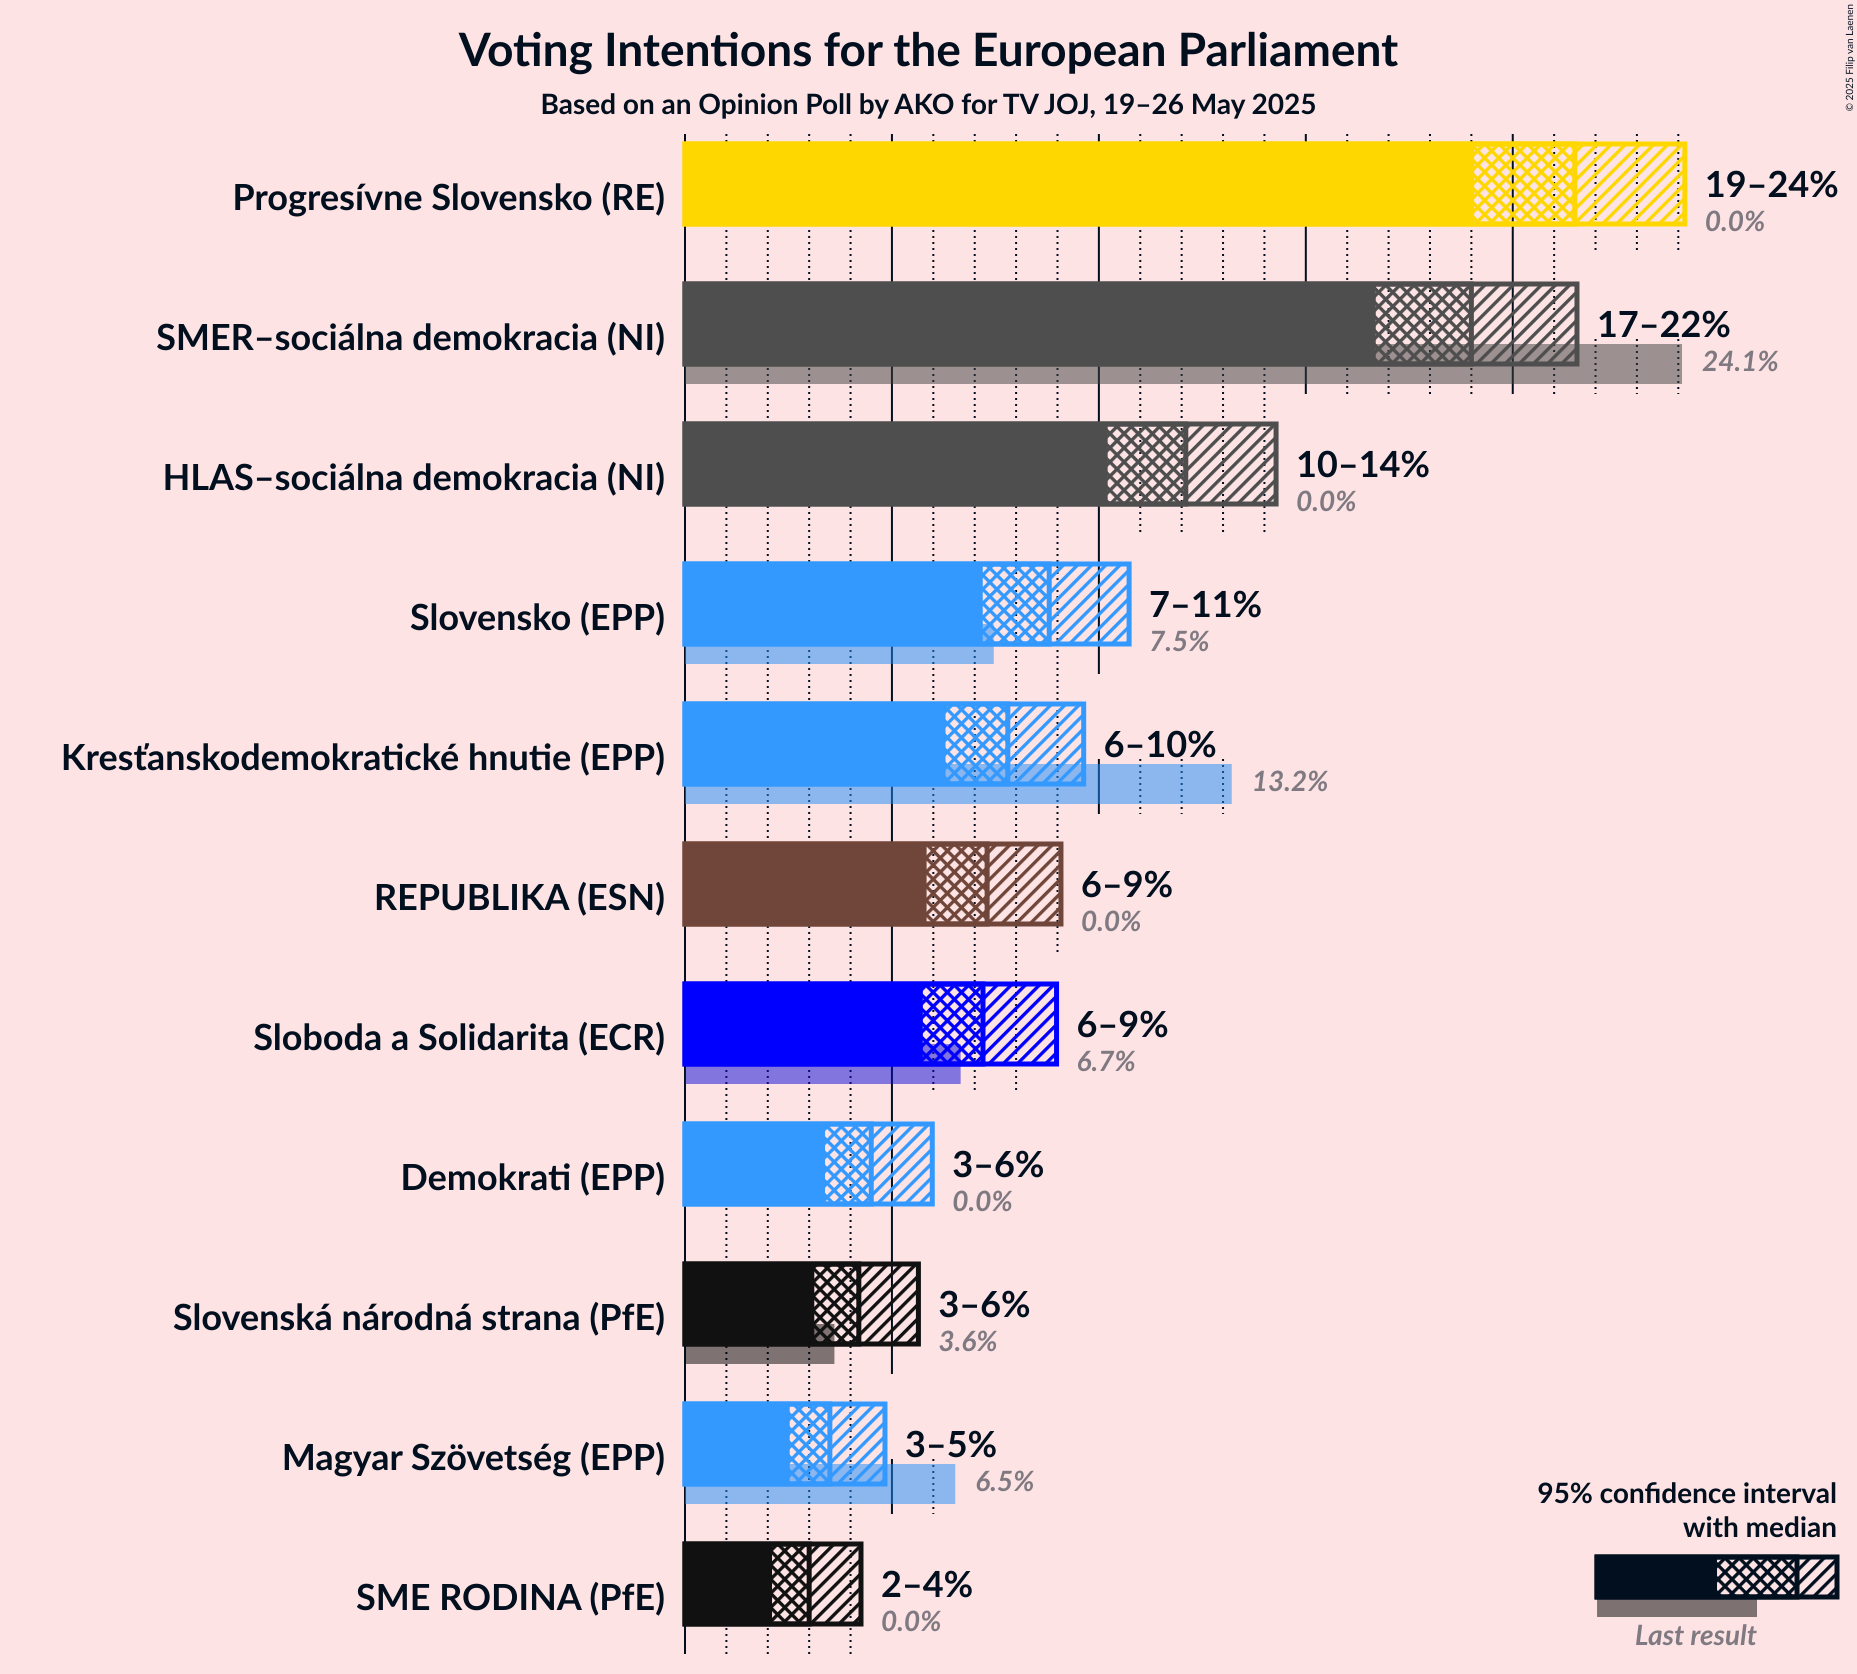 Voting Intentions for the European Parliament
Based on an Opinion Poll by AKO for TV JOJ, 19–26 May 2025
© 2025 Filip van Laenen
Progresívne Slovensko (RE)
19–24%
0.0%
SMER–sociálna demokracia (NI)
17–22%
24.1%
HLAS–sociálna demokracia (NI)
10–14%
0.0%
Slovensko (EPP)
7–11%
7.5%
Kresťanskodemokratické hnutie (EPP)
6–10%
13.2%
REPUBLIKA (ESN)
6–9%
0.0%
Sloboda a Solidarita (ECR)
6–9%
6.7%
Demokrati (EPP)
3–6%
0.0%
Slovenská národná strana (PfE)
3–6%
3.6%
Magyar Szövetség (EPP)
3–5%
6.5%
SME RODINA (PfE)
2–4%
0.0%
95% confidence interval
with median
Last result